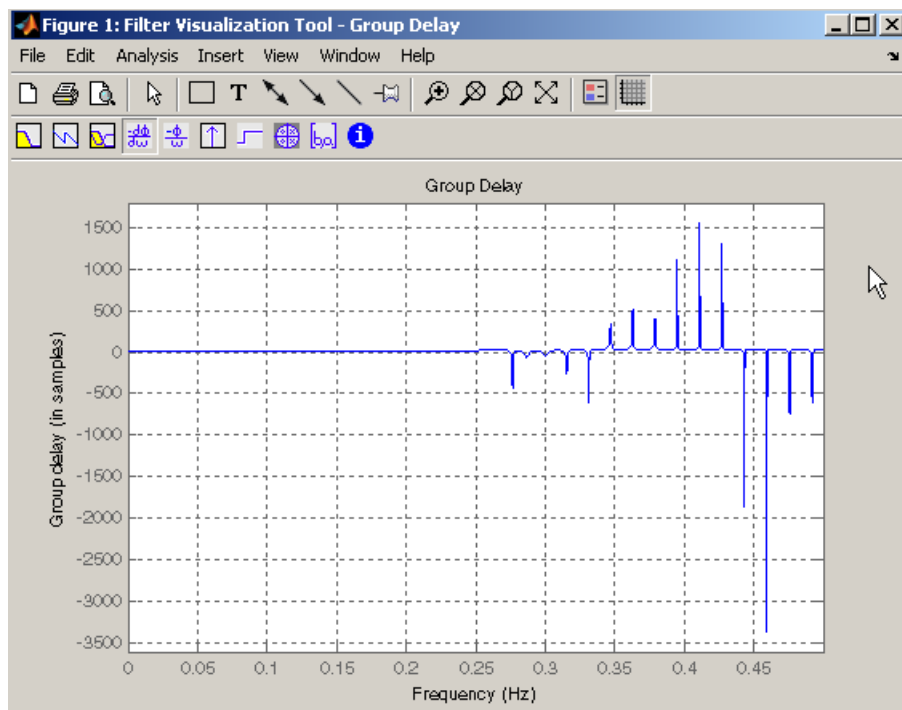 Figure 1: Filter Visualization Tool - Group Delay
File Edit Analysis Insert View Window Help
T
Group Delay
1500
1000
500
0
-500
-1000
-1500
-2000
-2500
-3000
-3500
Group delay (in samples)
0 0.05 0.1 0.15 0.2 0.25 0.3 0.35 0.4 0.45
Frequency (Hz)